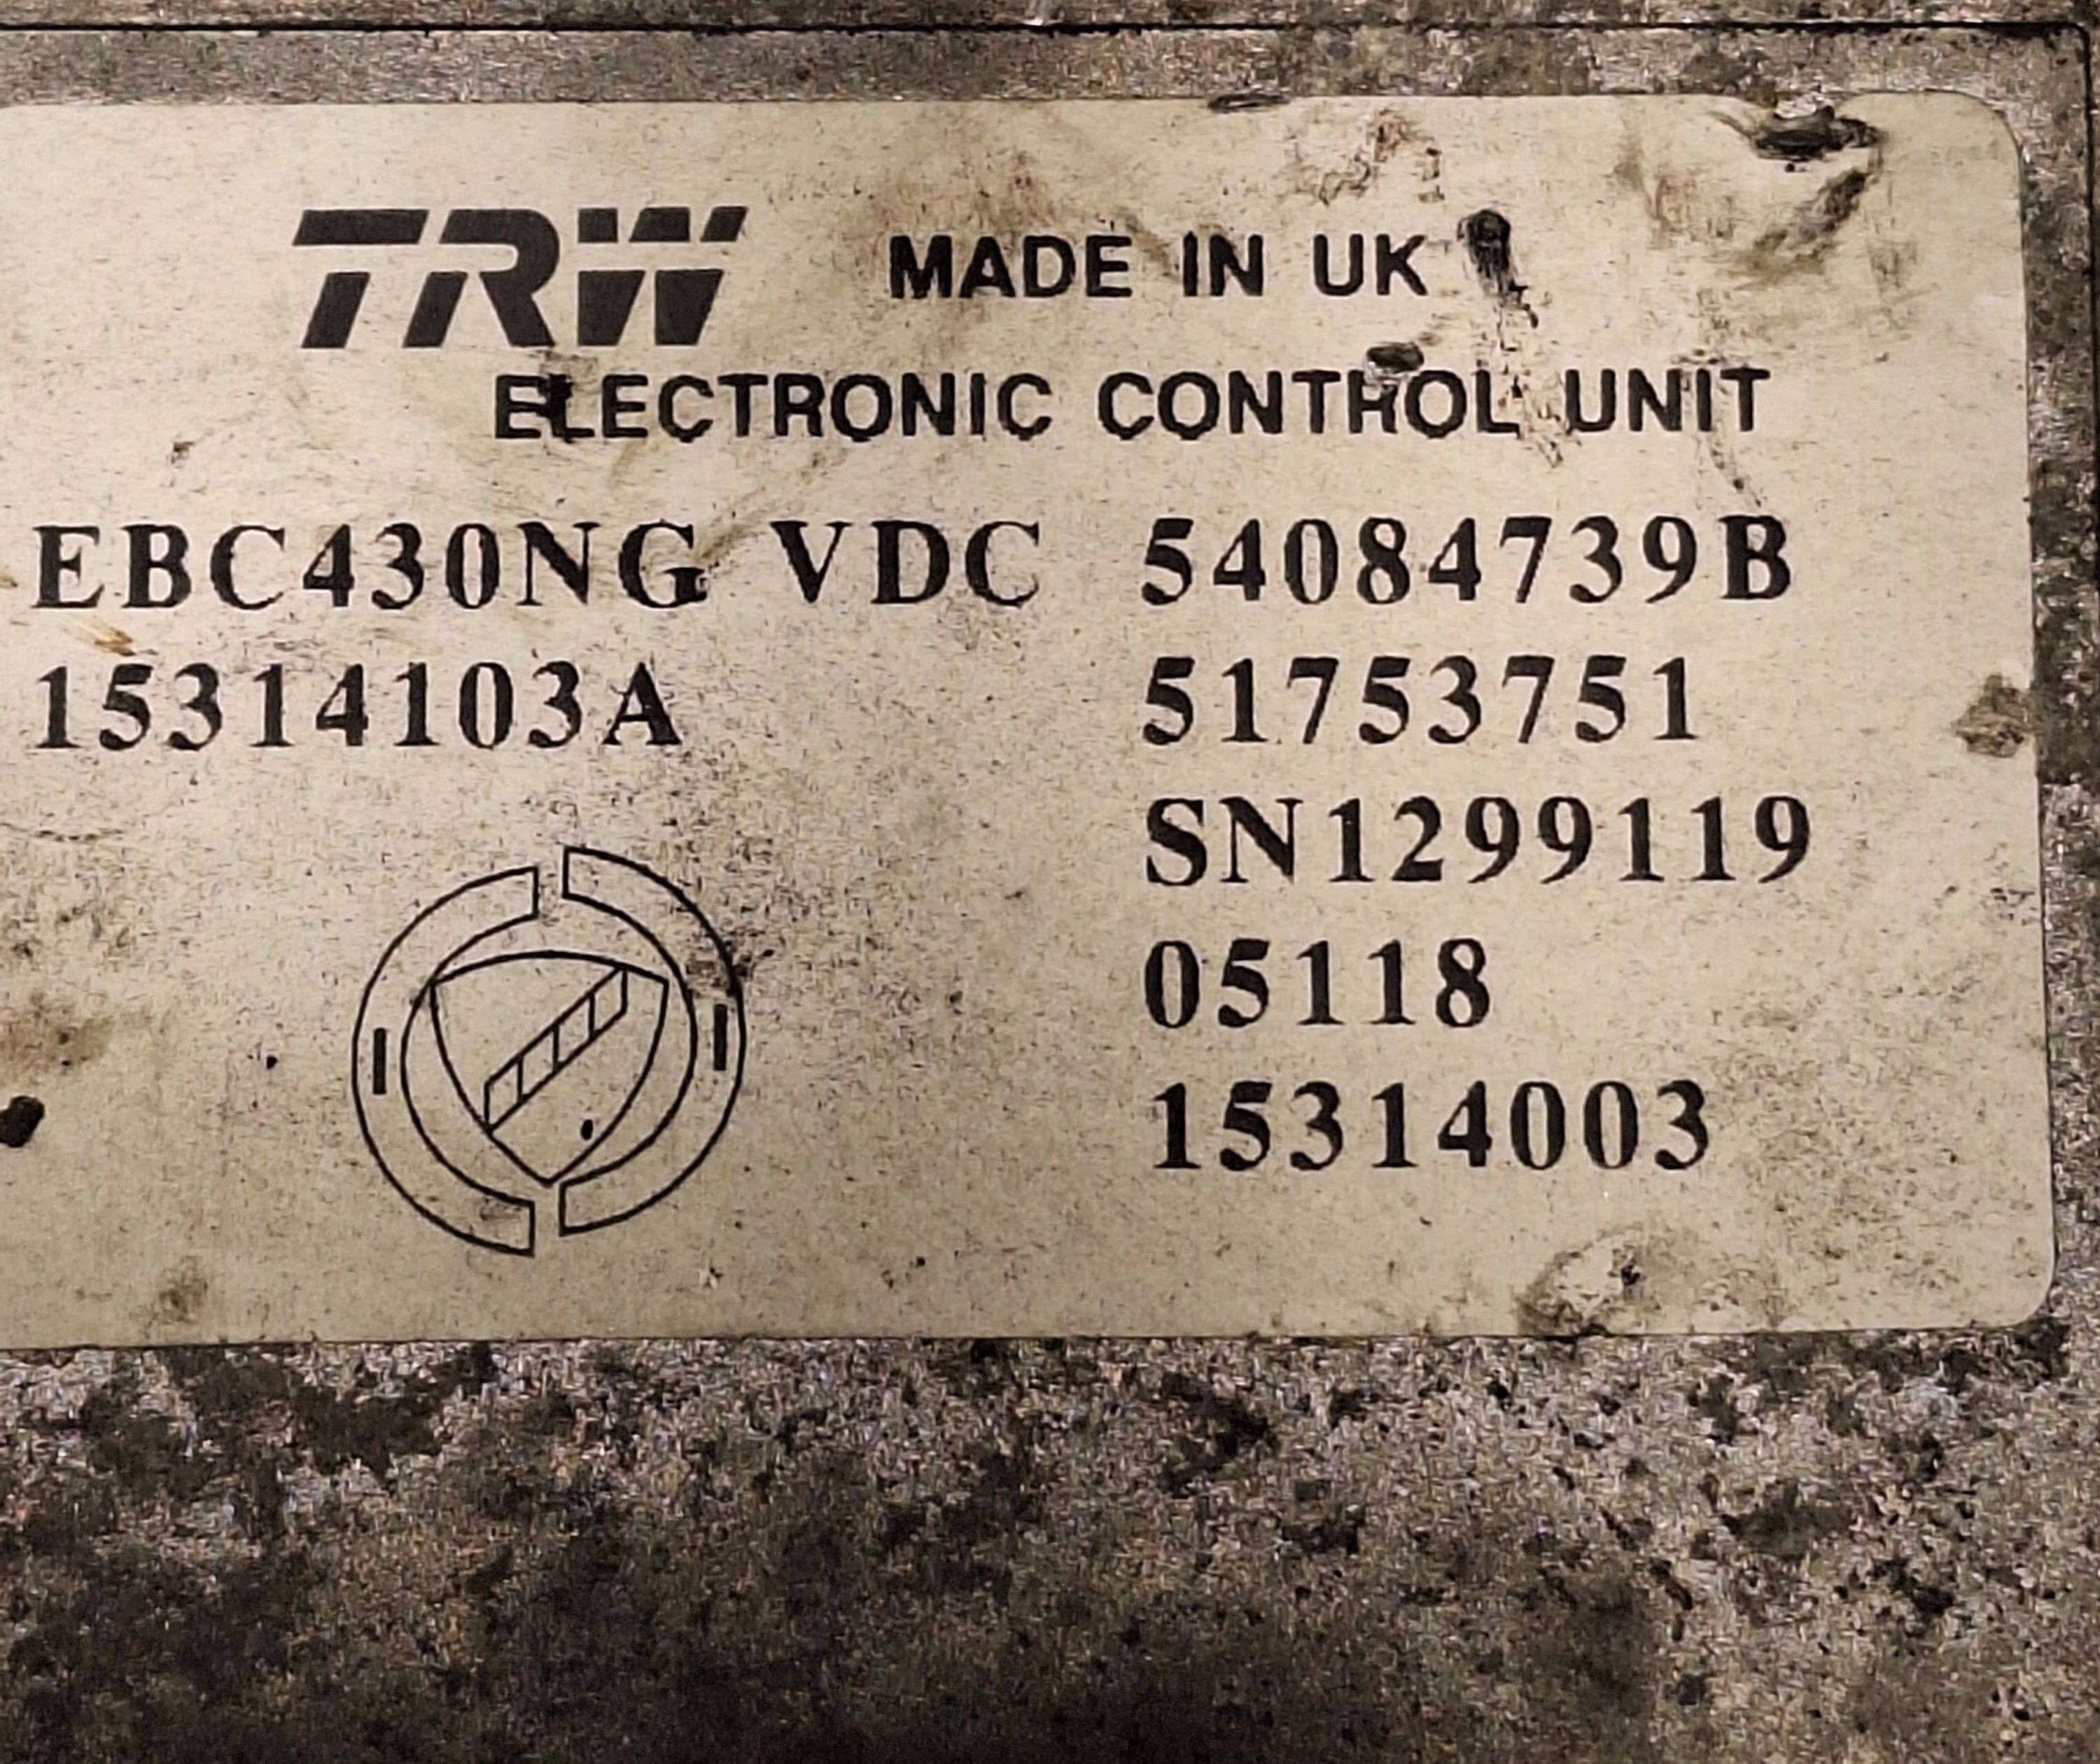 TRW MADE IN UK
ELECTRONIC CONTROL UNIT
EBC430NG VDC 54084739B
15314103A 51753751
SN1299119
05118
15314003